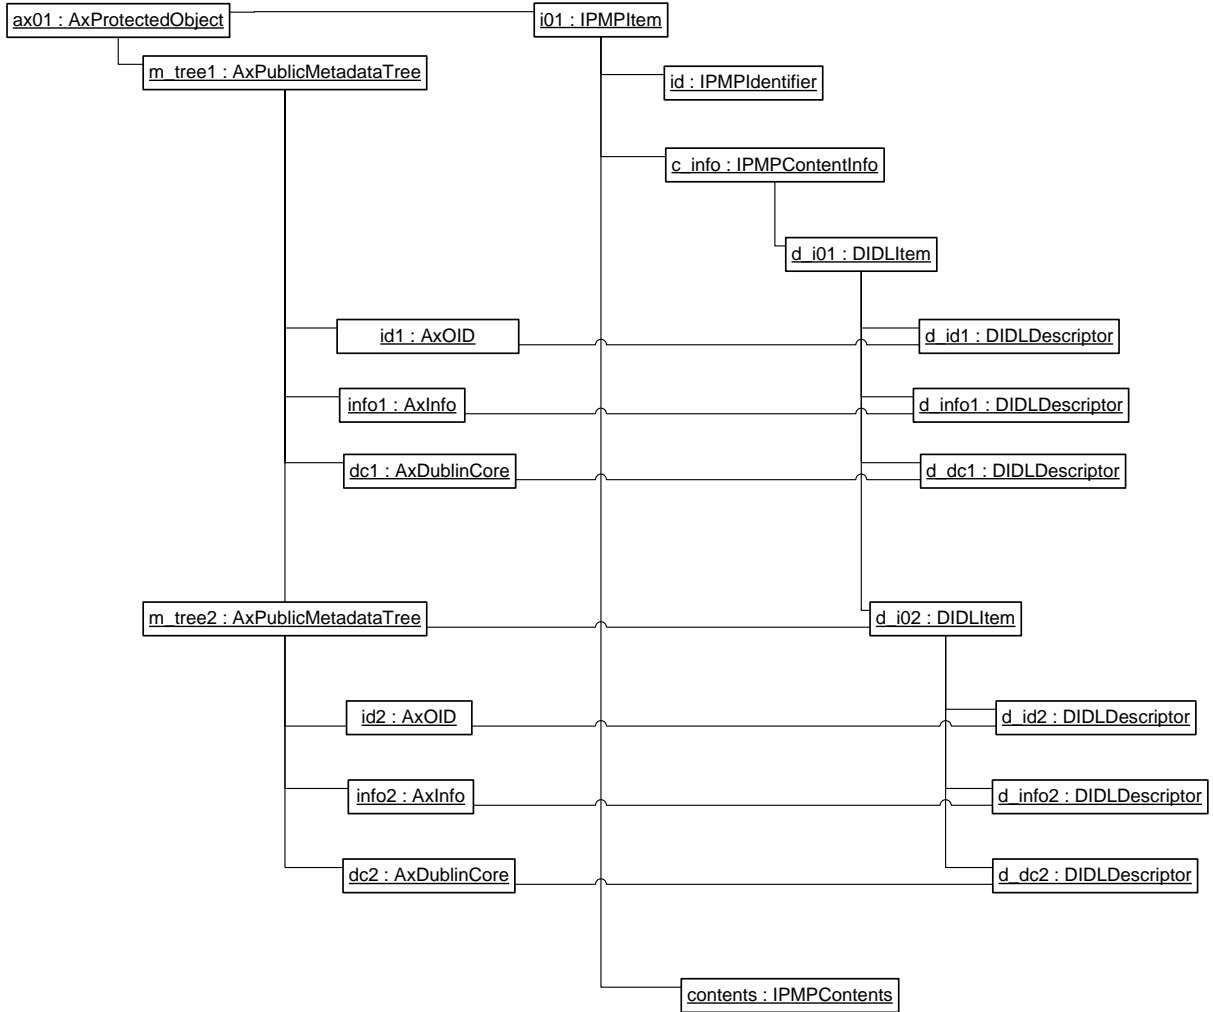 ax01 : AxProtectedObject
i01 : IPMPItem
m_tree1 : AxPublicMetadataTree
id : IPMPIdentifier
c_info : IPMPContentInfo
d_i01 : DIDLItem
id1 : AxOID
d_id1 : DIDLDescriptor
info1 : AxInfo
d_info1 : DIDLDescriptor
dc1 : AxDublinCore
d_dc1 : DIDLDescriptor
m_tree2 : AxPublicMetadataTree
d_i02 : DIDLItem
id2 : AxOID
d_id2 : DIDLDescriptor
info2 : AxInfo
d_info2 : DIDLDescriptor
dc2 : AxDublinCore
d_dc2 : DIDLDescriptor
contents : IPMPContents